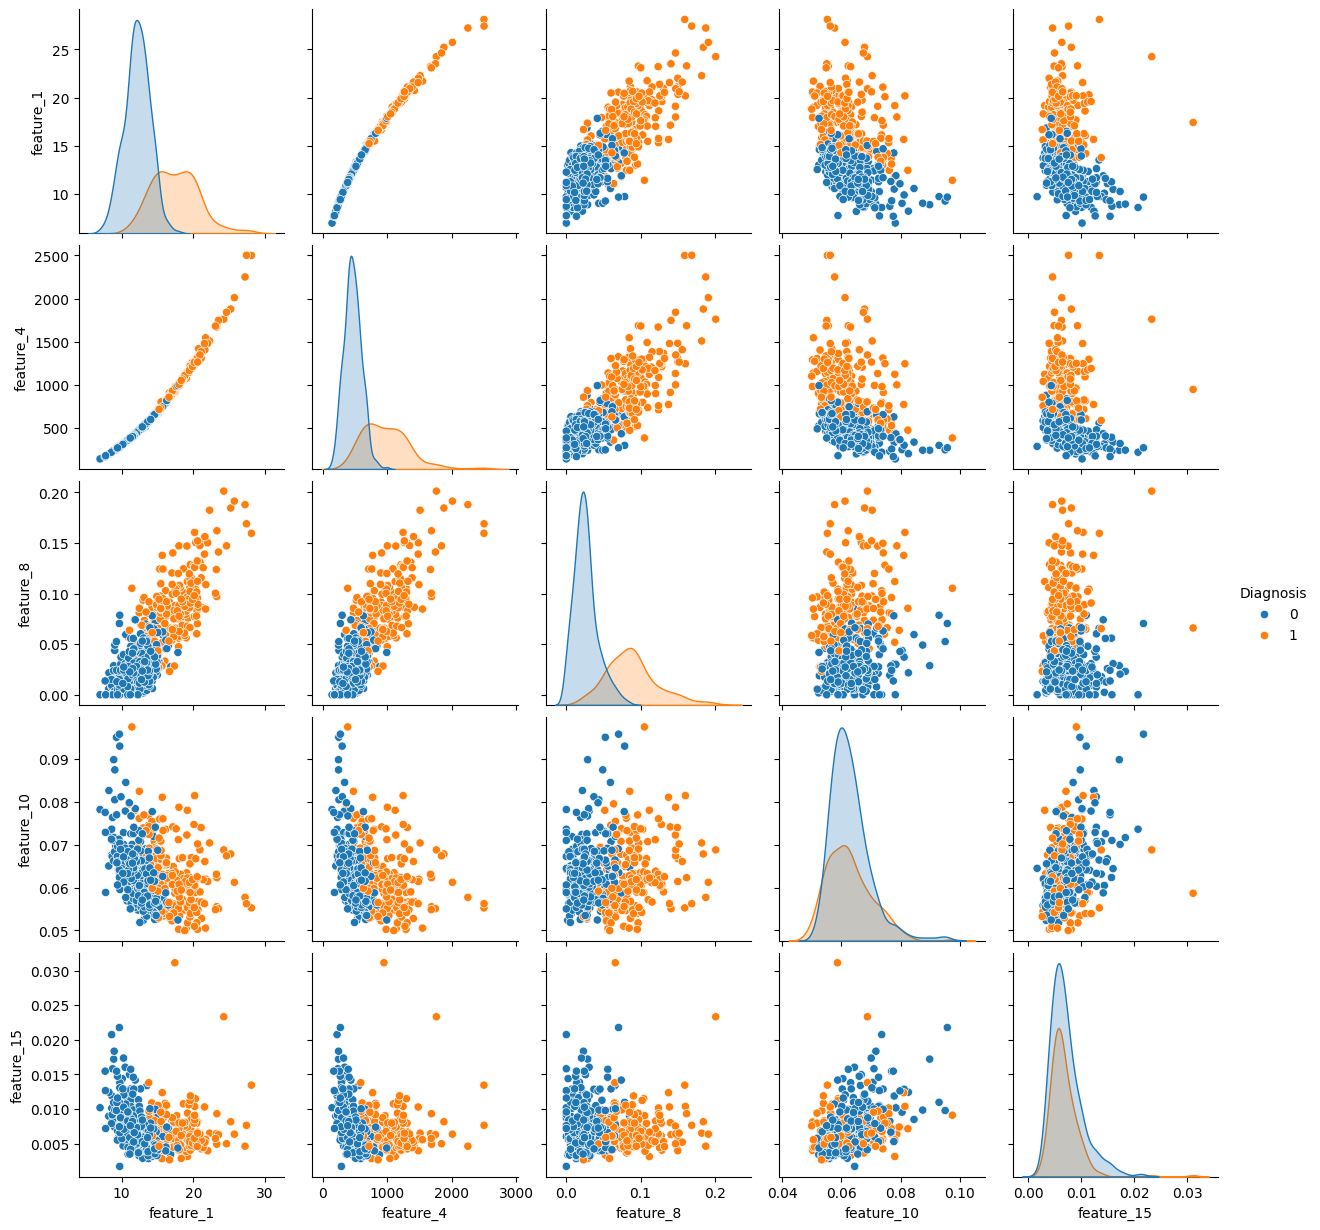 feature_1
25
20
15
10
feature_4
2500
2000
1500
1000
500
feature_8
0.20
0.15
0.10
0.05
0.00
Diagnosis
0
1
feature_10
0.09
0.08
0.07
0.06
0.05
feature_15
0.030
0.025
0.020
0.015
0.010
0.005
10 20 30
0 1000 2000 3000
0.0 0.1 0.2
0.04 0.06 0.08 0.10
0.00 0.01 0.02 0.03
feature_1 feature_4 feature_8 feature_10 feature_15